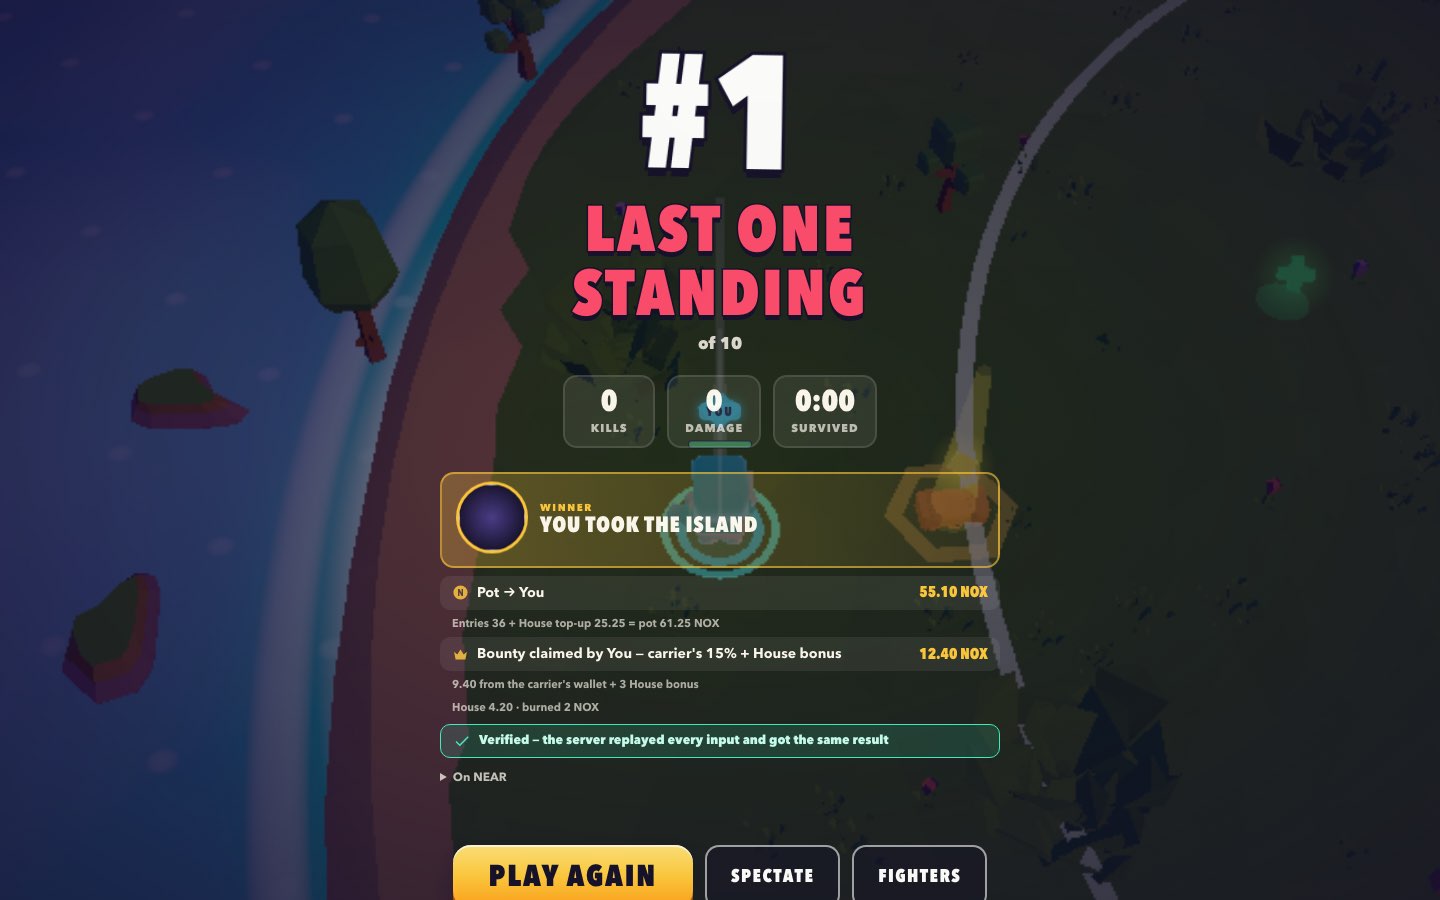 #1
LAST ONE
STANDING
of 10
0
KILLS
0
YOU
DAMAGE
0:00
SURVIVED
WINNER
YOU TOOK THE ISLAND
N Pot → You 55.10 NOX
Entries 36 + House top-up 25.25 = pot 61.25 NOX
Bounty claimed by You – carrier's 15% + House bonus 12.40 NOX
9.40 from the carrier's wallet + 3 House bonus
House 4.20 · burned 2 NOX
Verified – the server replayed every input and got the same result
On NEAR
PLAY AGAIN
SPECTATE
FIGHTERS